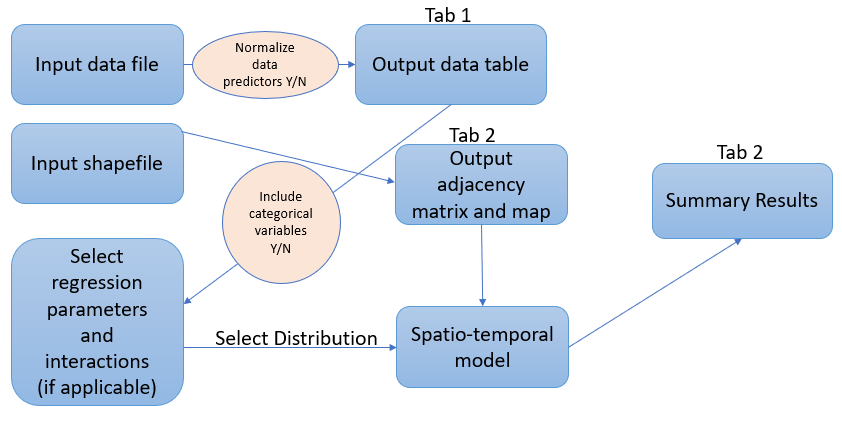 Tab 1
Input data file
Normalize
data
predictors Y/N
Output data table
Input shapefile
Tab 2
Output
adjacency
matrix and map
Tab 2
Summary Results
Include
categorical
variables
Y/N
Select
regression
parameters
and
interactions
(if applicable)
Select Distribution
Spatio-temporal
model